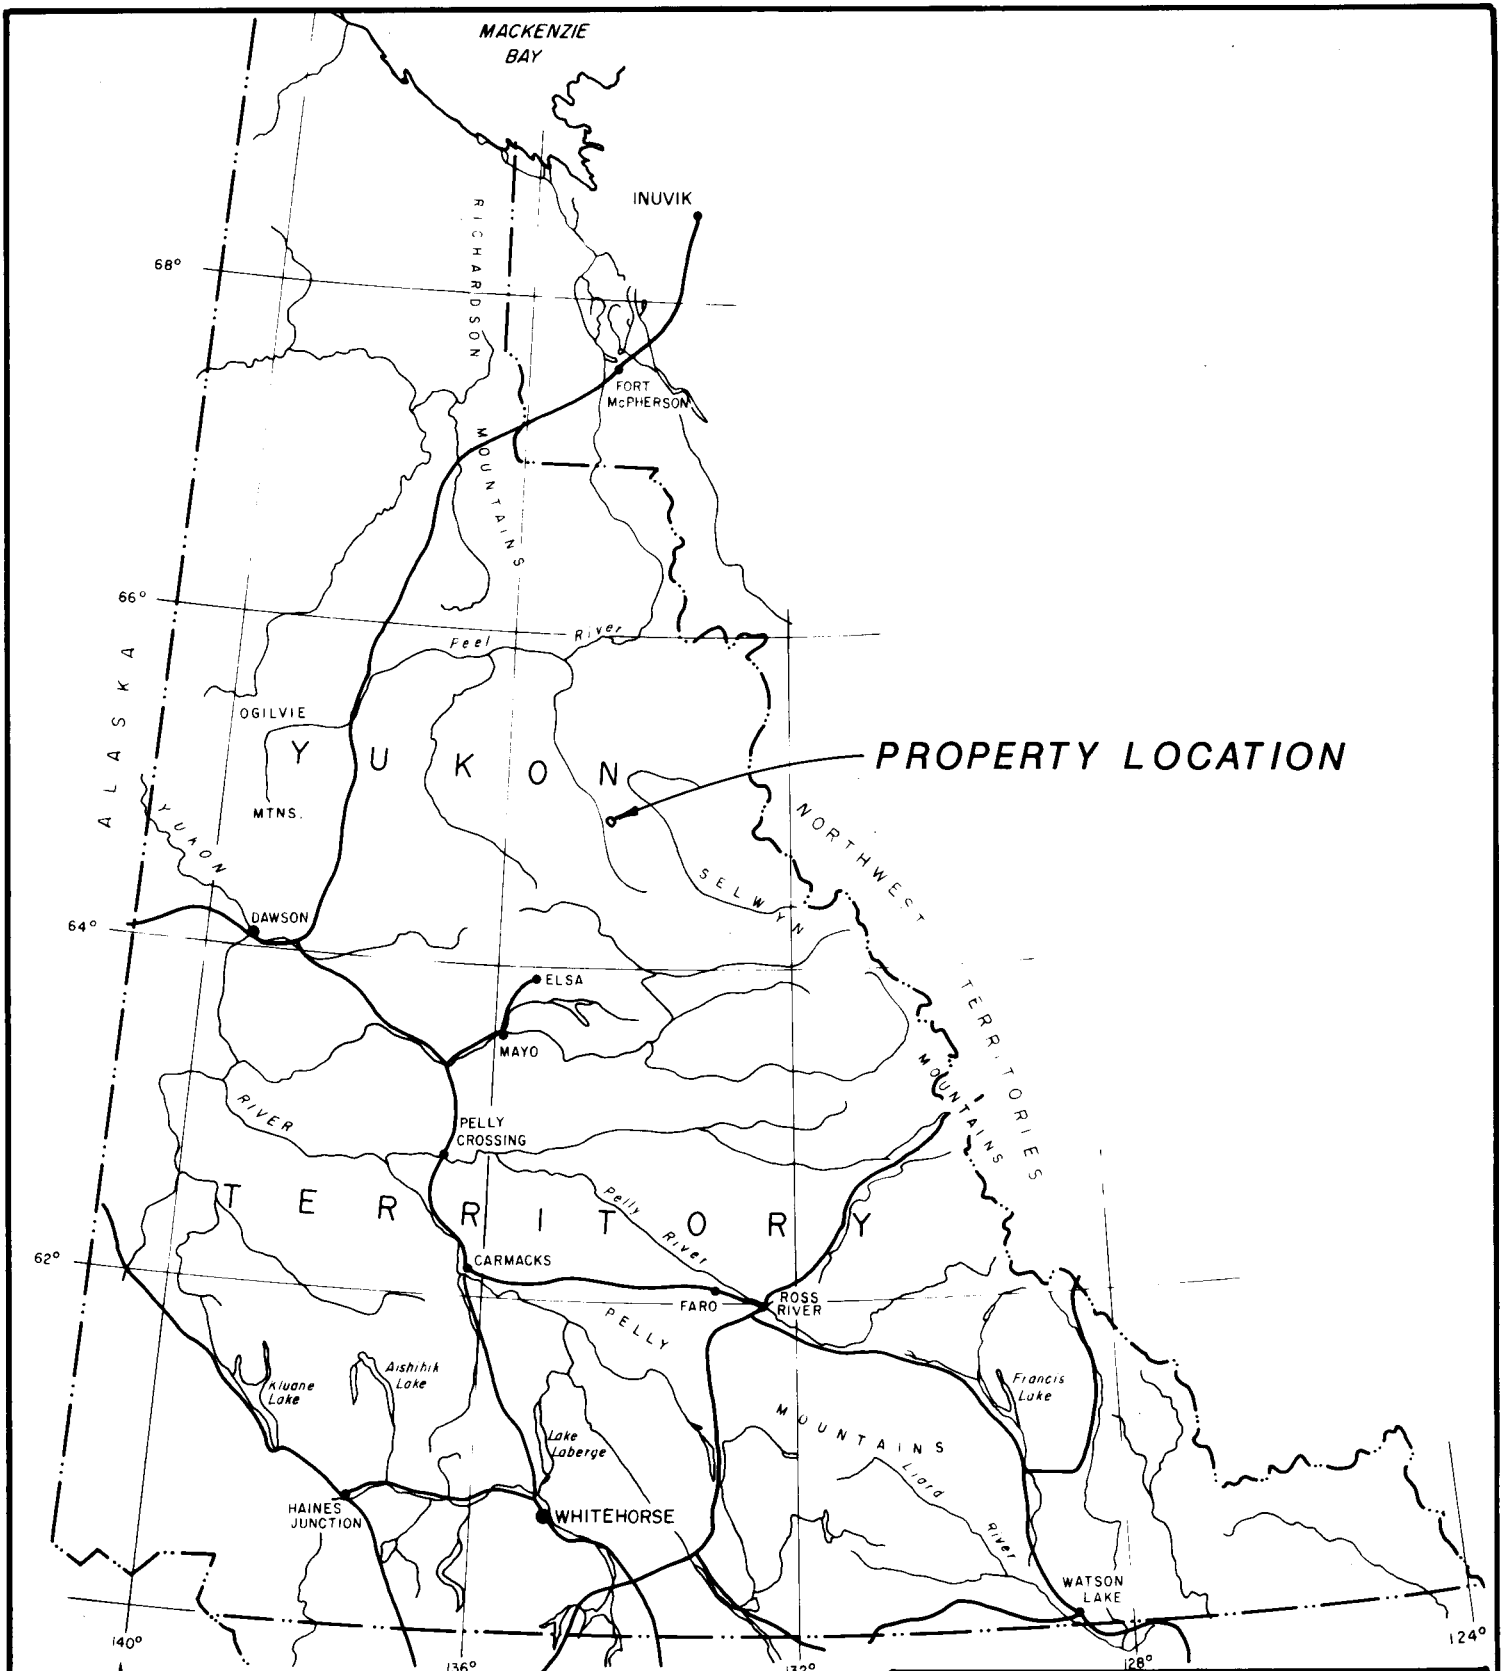 MACKENZIE
BAY
INUVIK
RICHARDSON
68°
FORT
McPHERSON
MOUNTAINS
66°
Peel River
ALASKA
OGILVIE
MTNS.
YUKON
PROPERTY LOCATION
YUKON
NORTHWEST
SELWYN
DAWSON
64°
ELSA
TERRITORIES
MAYO
MOUNTAINS
MOUNTAINS
RIVER
PELLY
CROSSING
TERRITORY
Pelly
River
62°
CARMACKS
FARO
ROSS
RIVER
PELLY
Kluane
Lake
Aishihik
Lake
Francis
Lake
MOUNTAINS
Lake
Laberge
Liard
River
HAINES
JUNCTION
WHITEHORSE
WATSON
LAKE
140°
136°
132°
128°
124°